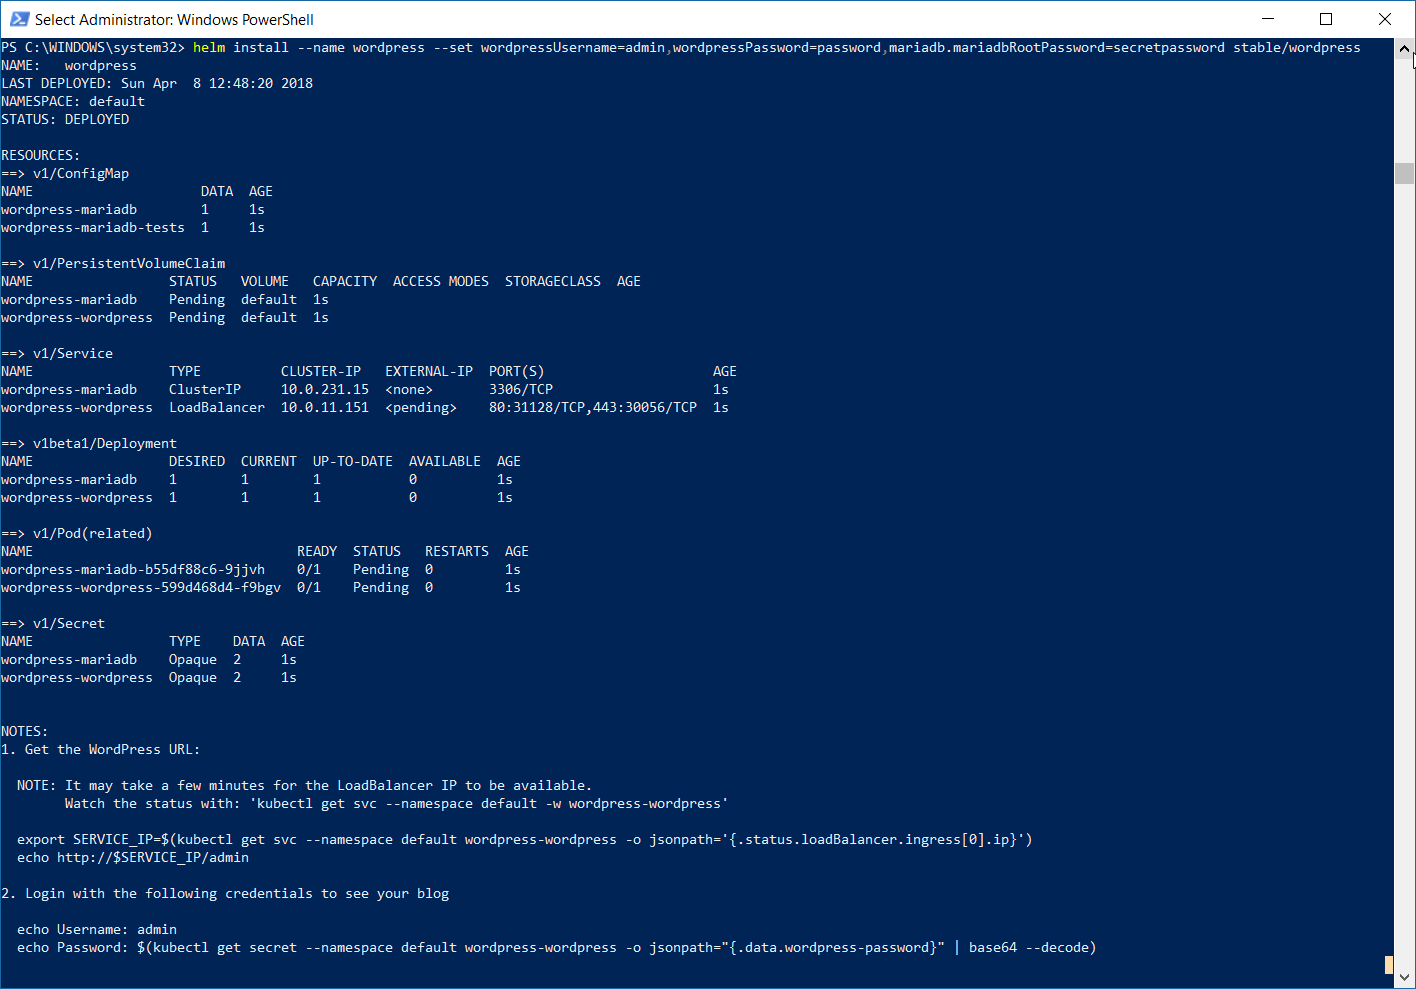 Select Administrator: Windows PowerShell
PS C:\WINDOWS\system32> helm install --name wordpress --set wordpressUsername=admin,wordpressPassword=password,mariadb.mariadbRootPassword=secretpassword stable/wordpress
NAME:   wordpress
LAST DEPLOYED: Sun Apr  8 12:48:20 2018
NAMESPACE: default
STATUS: DEPLOYED

RESOURCES:
==> v1/ConfigMap
NAME                     DATA  AGE
wordpress-mariadb        1     1s
wordpress-mariadb-tests  1     1s

==> v1/PersistentVolumeClaim
NAME                 STATUS   VOLUME   CAPACITY  ACCESS MODES  STORAGECLASS  AGE
wordpress-mariadb    Pending  default  1s
wordpress-wordpress  Pending  default  1s

==> v1/Service
NAME                 TYPE          CLUSTER-IP   EXTERNAL-IP  PORT(S)                     AGE
wordpress-mariadb    ClusterIP     10.0.231.15  <none>       3306/TCP                    1s
wordpress-wordpress  LoadBalancer  10.0.11.151  <pending>    80:31128/TCP,443:30056/TCP  1s

==> v1beta1/Deployment
NAME                 DESIRED  CURRENT  UP-TO-DATE  AVAILABLE  AGE
wordpress-mariadb    1        1        1           0          1s
wordpress-wordpress  1        1        1           0          1s

==> v1/Pod(related)
NAME                                 READY  STATUS   RESTARTS  AGE
wordpress-mariadb-b55df88c6-9jjvh    0/1    Pending  0         1s
wordpress-wordpress-599d468d4-f9bgv  0/1    Pending  0         1s

==> v1/Secret
NAME                 TYPE    DATA  AGE
wordpress-mariadb    Opaque  2     1s
wordpress-wordpress  Opaque  2     1s

NOTES:
1. Get the WordPress URL:

  NOTE: It may take a few minutes for the LoadBalancer IP to be available.
        Watch the status with: 'kubectl get svc --namespace default -w wordpress-wordpress'

  export SERVICE_IP=$(kubectl get svc --namespace default wordpress-wordpress -o jsonpath='{.status.loadBalancer.ingress[0].ip}')
  echo http://$SERVICE_IP/admin

2. Login with the following credentials to see your blog

  echo Username: admin
  echo Password: $(kubectl get secret --namespace default wordpress-wordpress -o jsonpath="{.data.wordpress-password}" | base64 --decode)